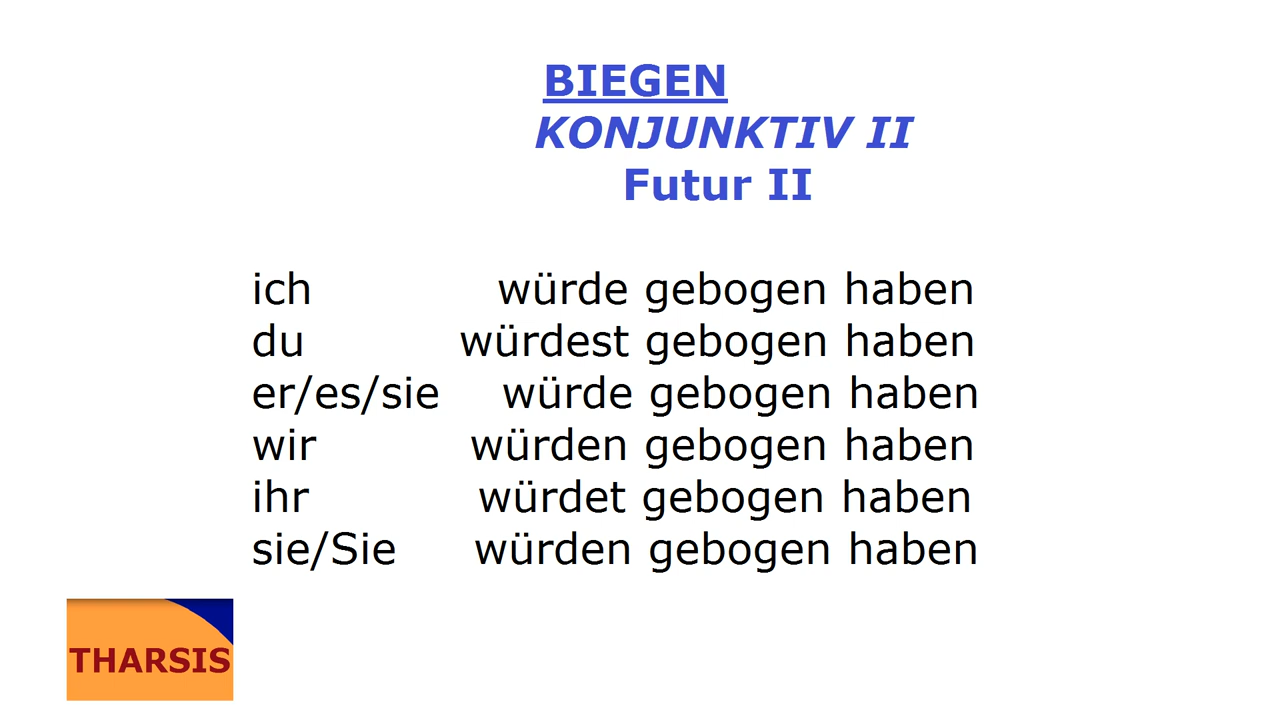 BIEGEN
KONJUNKTIV II
Futur II
ich würde gebogen haben
du würdest gebogen haben
er/es/sie würde gebogen haben
wir würden gebogen haben
ihr würdet gebogen haben
sie/Sie würden gebogen haben
THARSIS